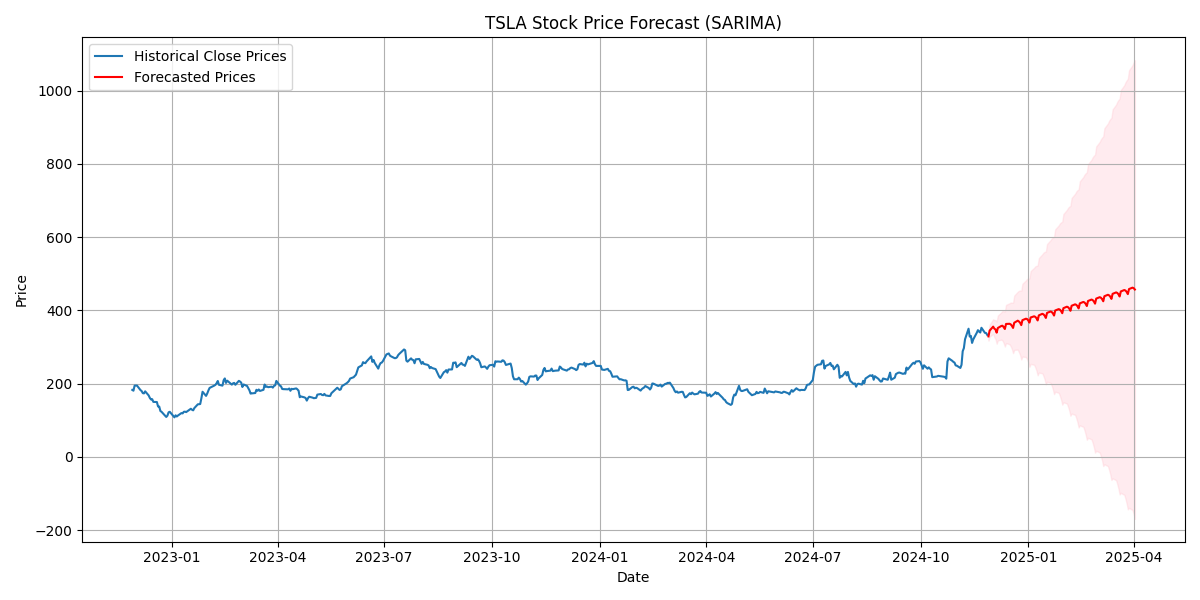 TSLA Stock Price Forecast (SARIMA)
Historical Close Prices
Forecasted Prices
Price
1000
800
600
400
200
0
−200
2023-01 2023-04 2023-07 2023-10 2024-01 2024-04 2024-07 2024-10 2025-01 2025-04
Date